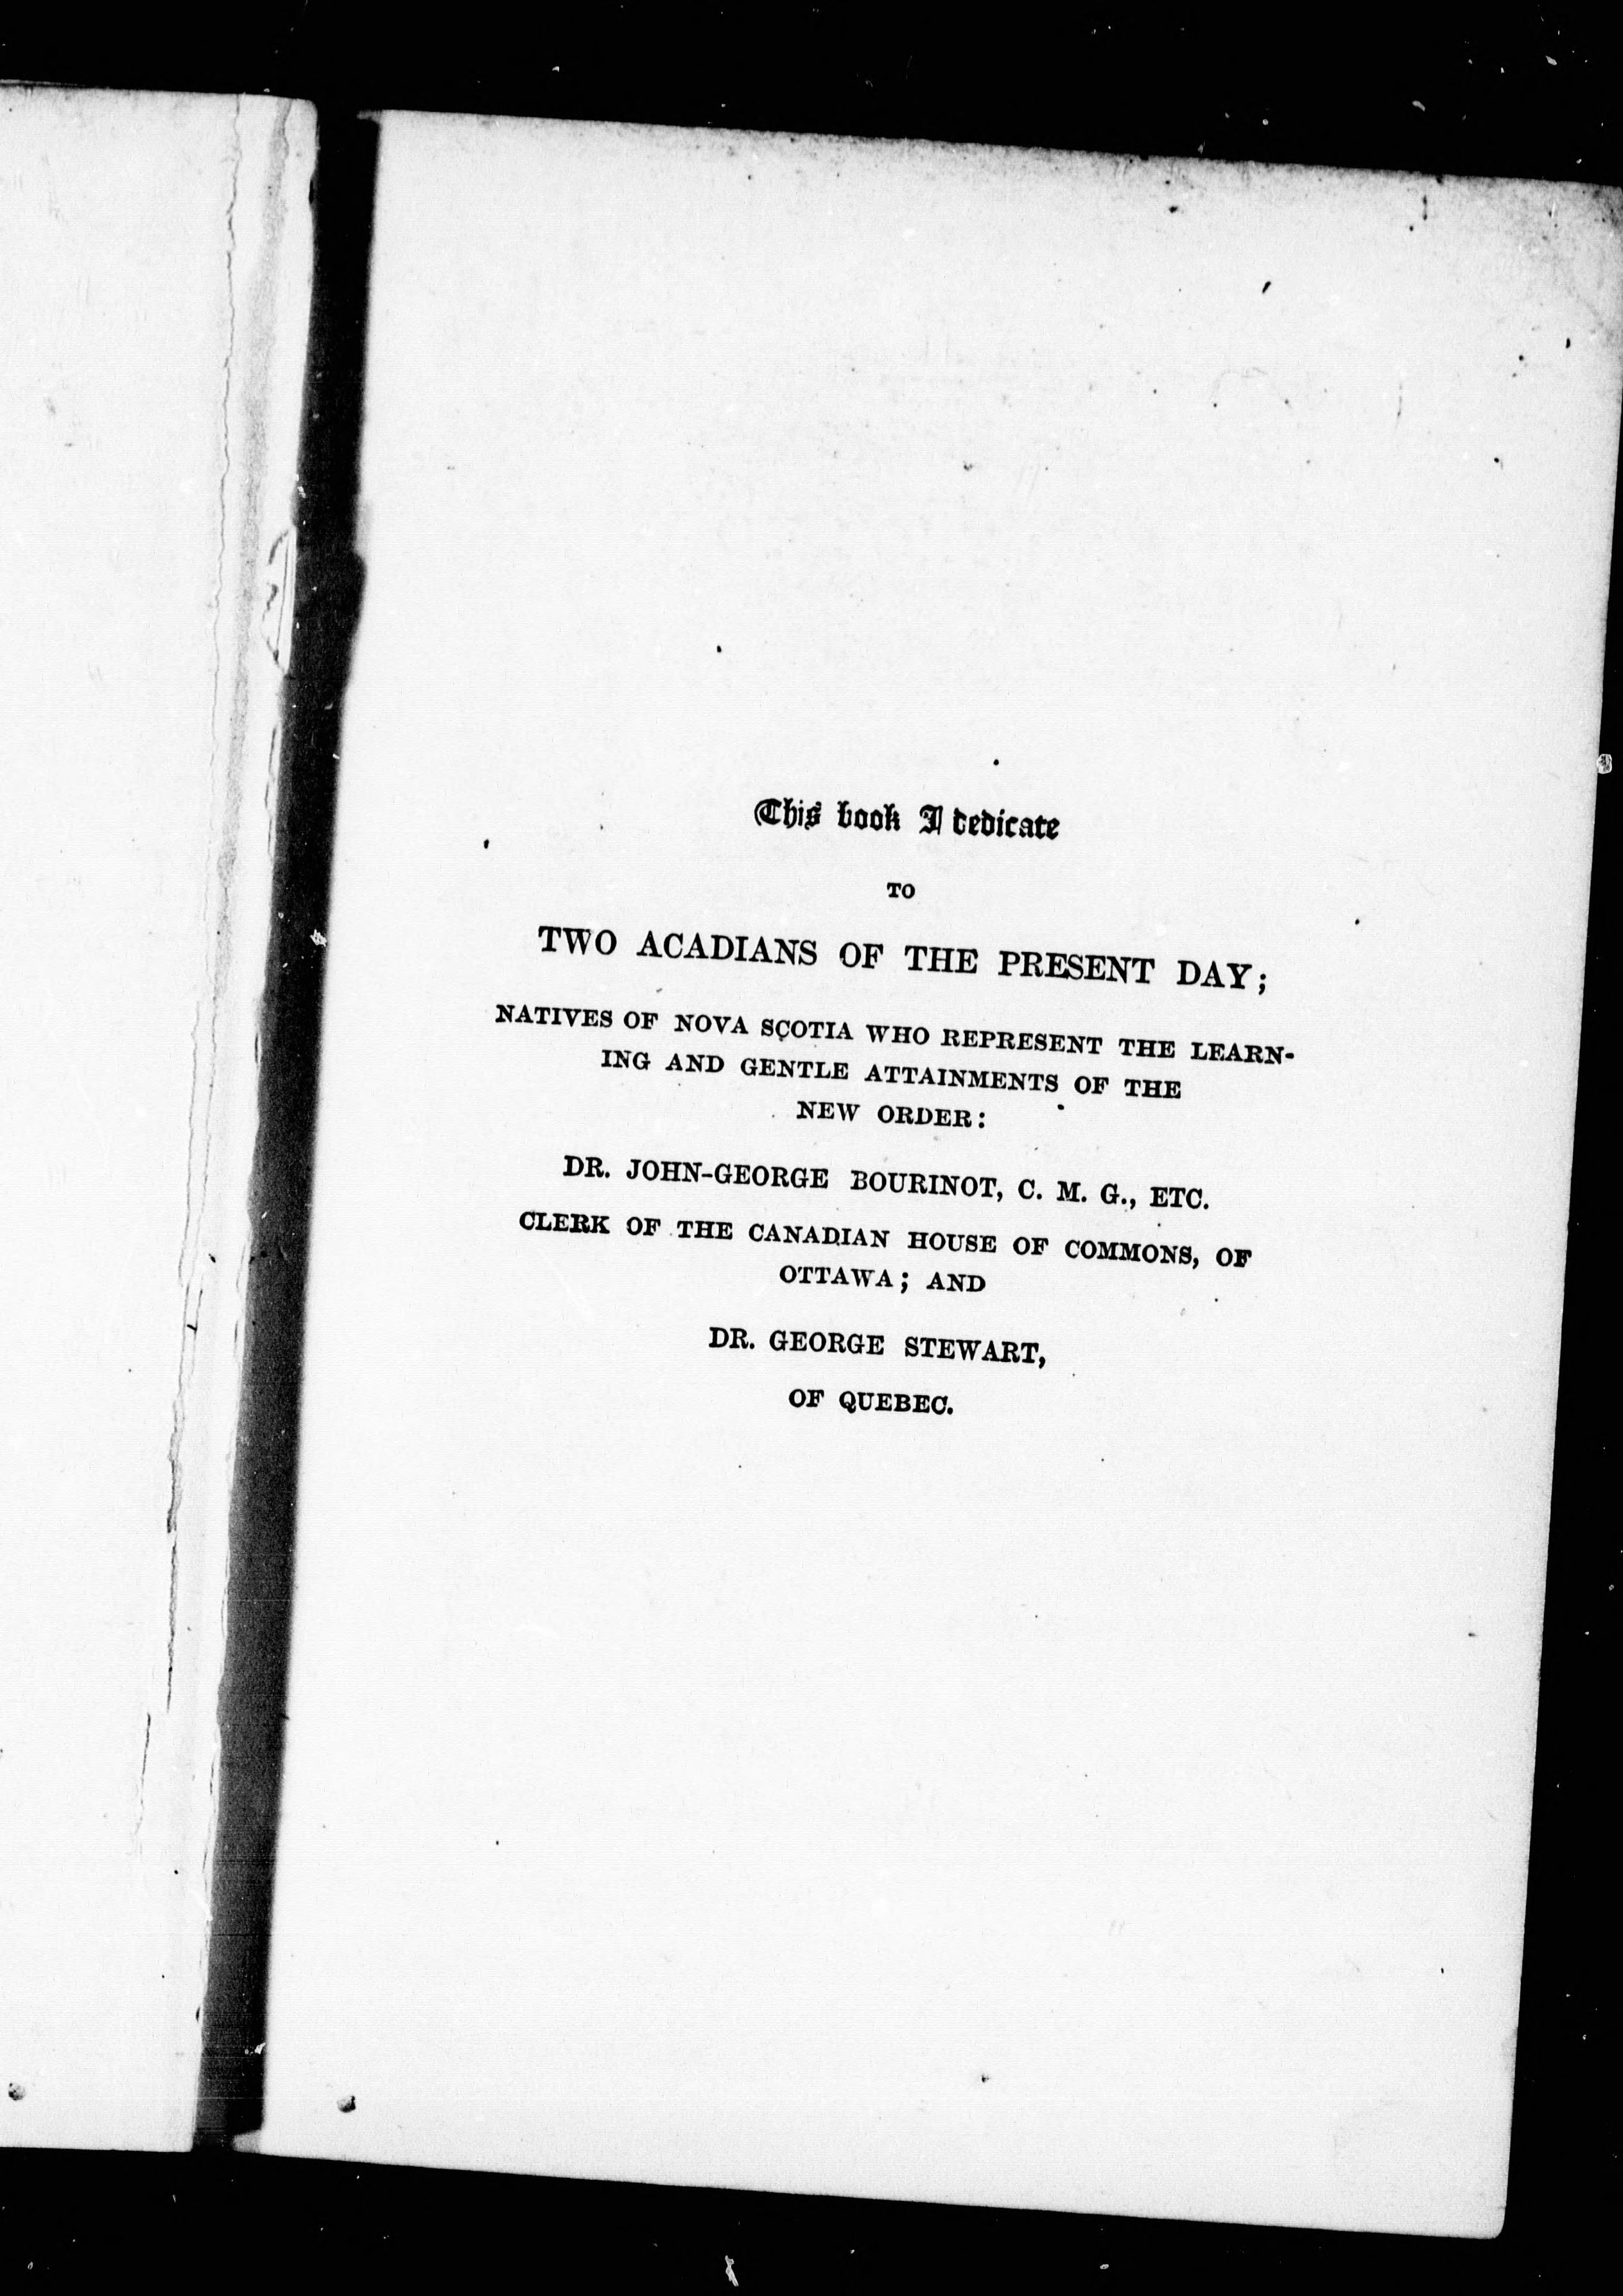 This book I dedicate
TO
TWO ACADIANS OF THE PRESENT DAY;
NATIVES OF NOVA SCOTIA WHO REPRESENT THE LEARN-
ING AND GENTLE ATTAINMENTS OF THE
NEW ORDER:
DR. JOHN-GEORGE BOURINOT, C. M. G., ETC.
CLERK OF THE CANADIAN HOUSE OF COMMONS, OF
OTTAWA; AND
DR. GEORGE STEWART,
OF QUEBEC.